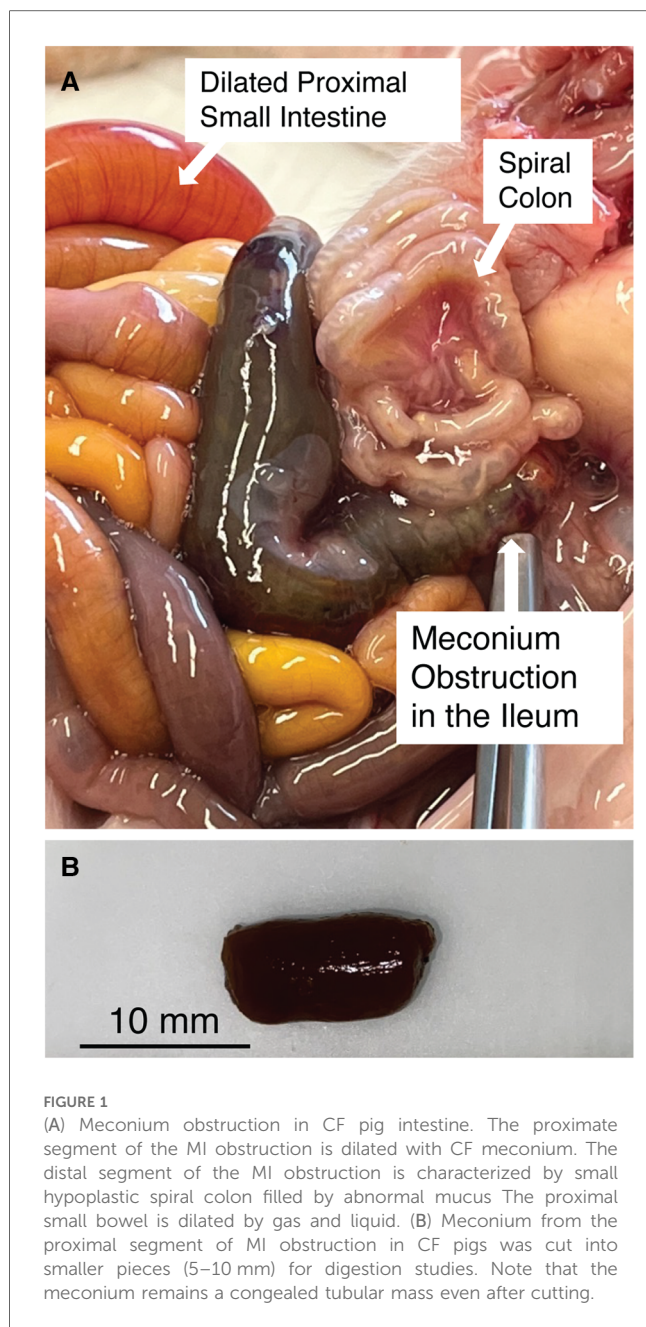 A
Dilated Proximal
Small Intestine
Spiral
Colon
Meconium
Obstruction
in the Ileum
B
10 mm
FIGURE 1
(A) Meconium obstruction in CF pig intestine. The proximate
segment of the MI obstruction is dilated with CF meconium. The
distal segment of the MI obstruction is characterized by small
hypoplastic spiral colon filled by abnormal mucus The proximal
small bowel is dilated by gas and liquid. (B) Meconium from the
proximal segment of MI obstruction in CF pigs was cut into
smaller pieces (5–10 mm) for digestion studies. Note that the
meconium remains a congealed tubular mass even after cutting.